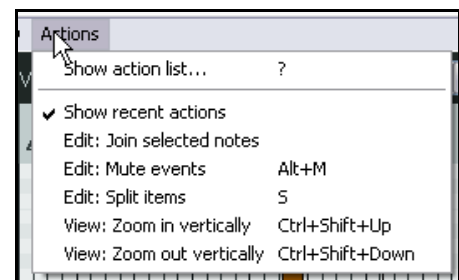 Actions
Show action list... ?
Show recent actions
Edit: Join selected notes
Edit: Mute events Alt+M
Edit: Split items S
View: Zoom in vertically Ctrl+Shift+Up
View: Zoom out vertically Ctrl+Shift+Down